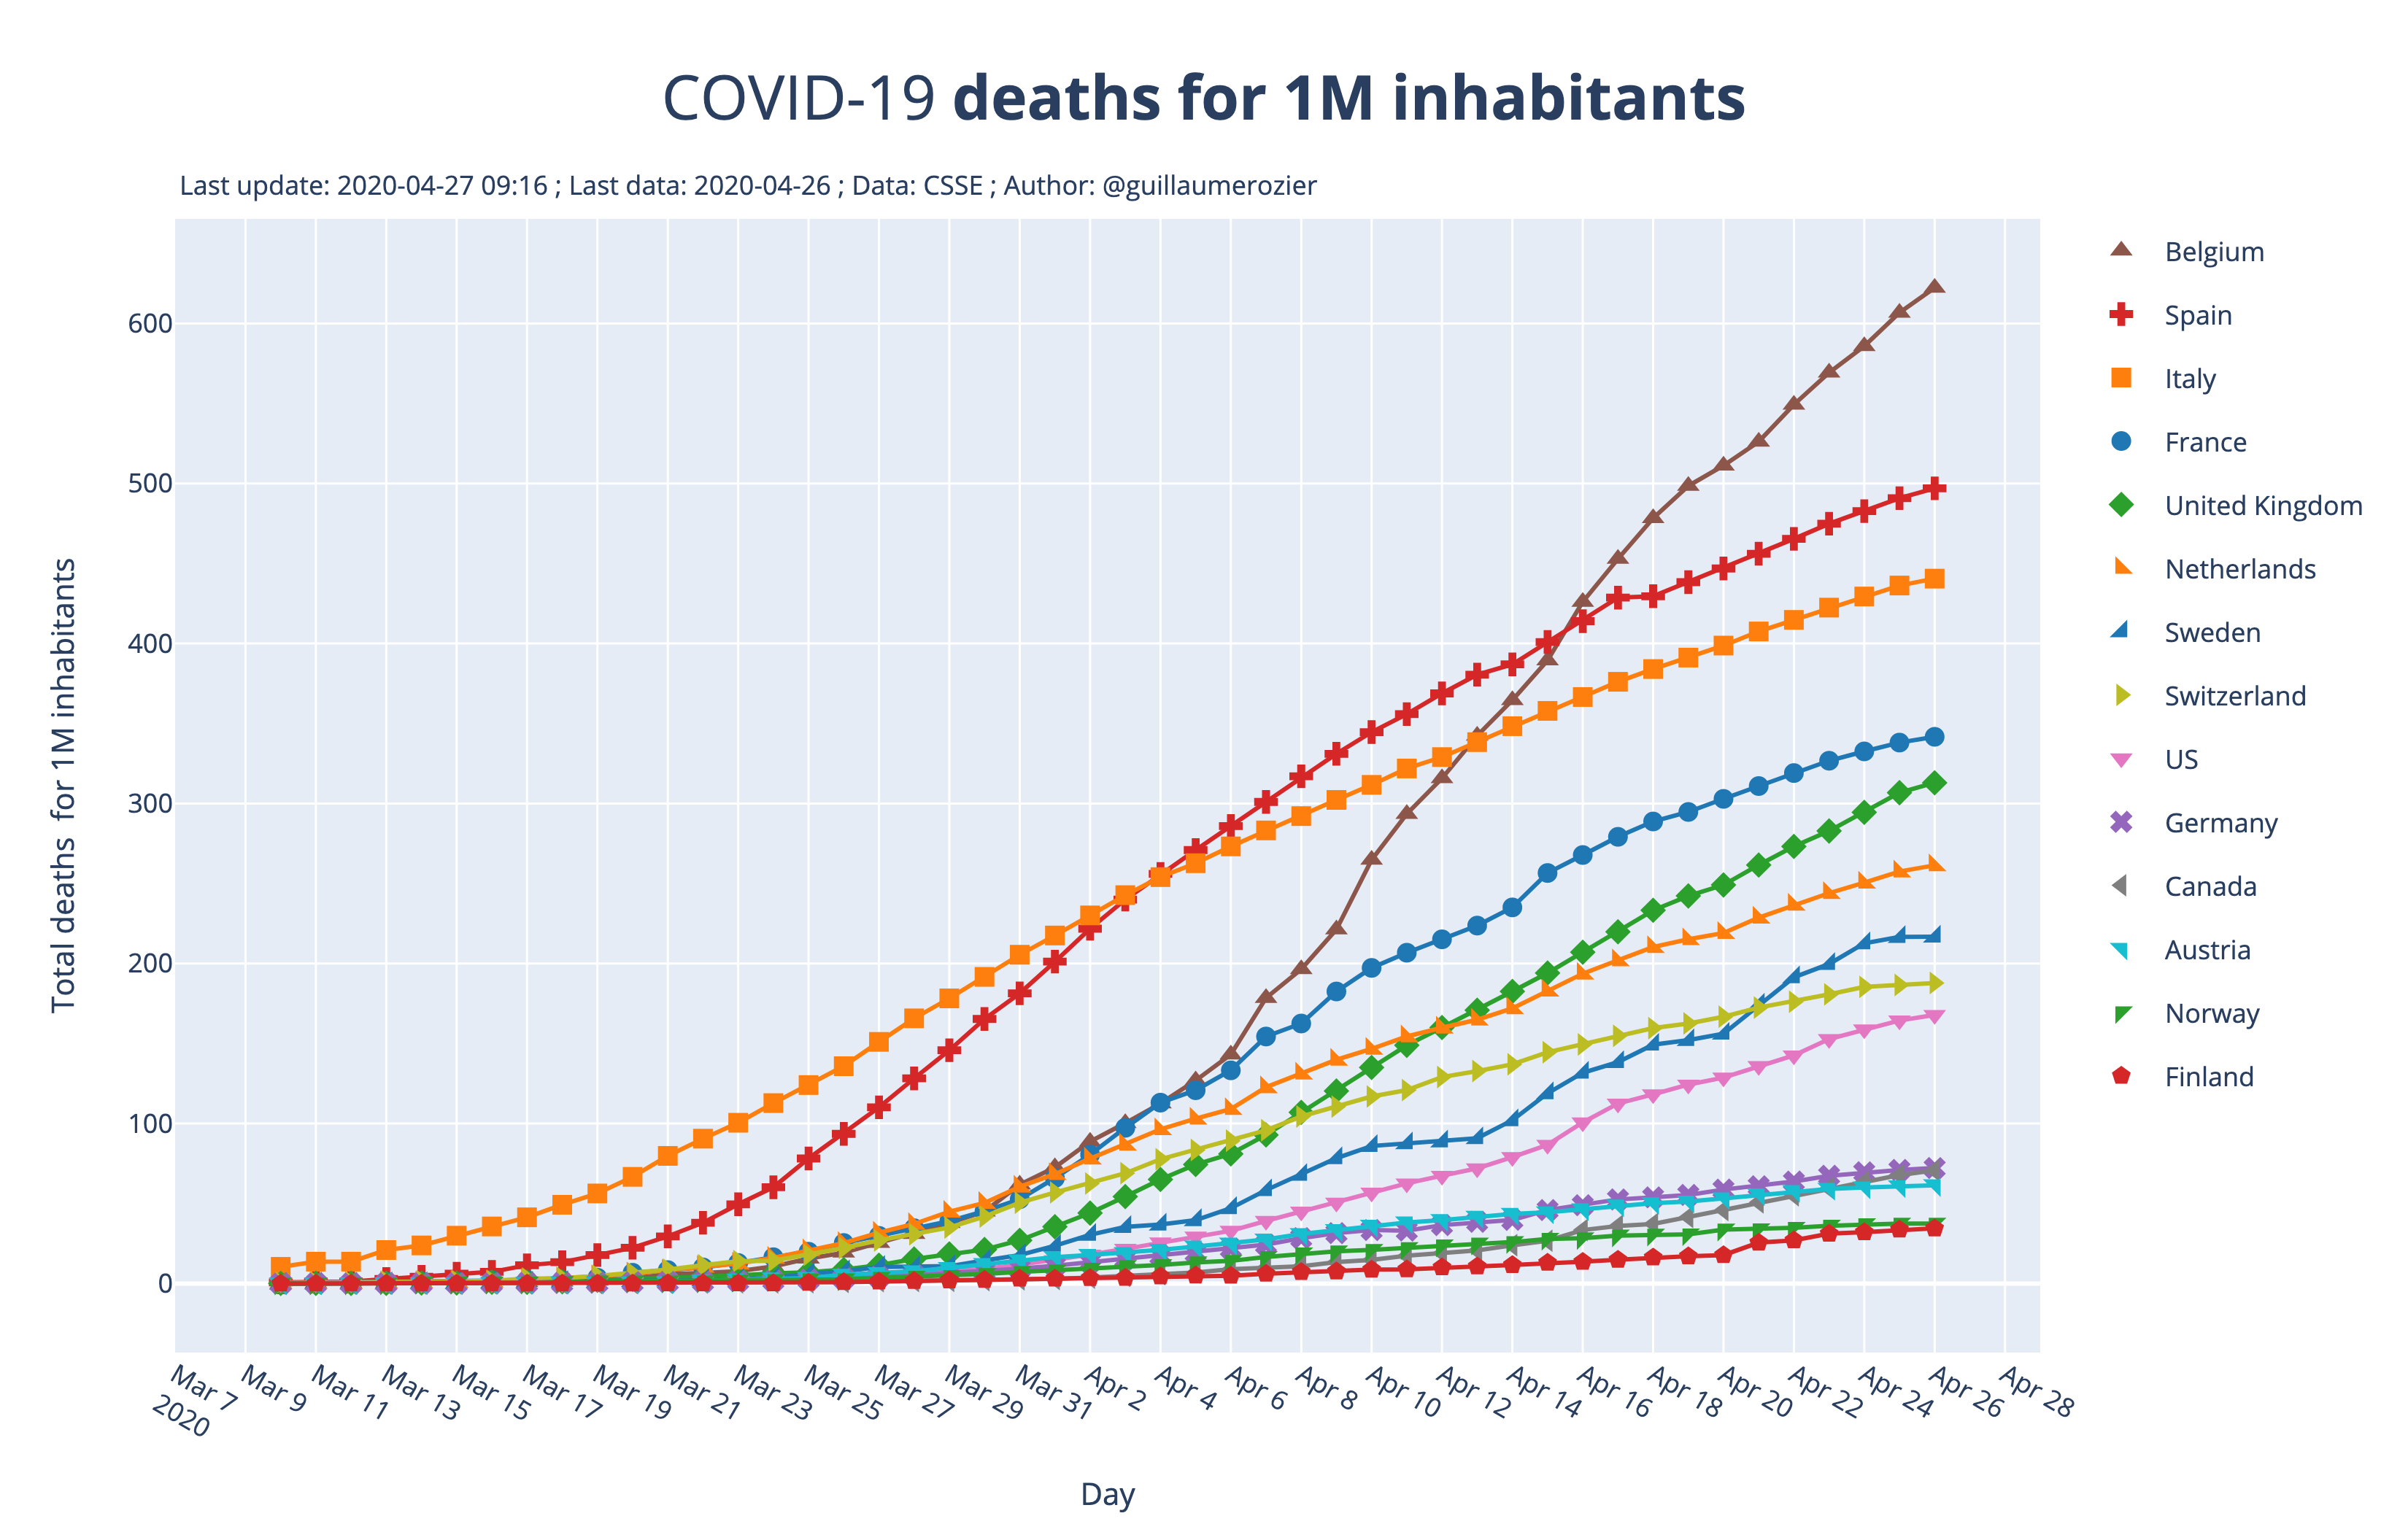 COVID-19 deaths for 1M inhabitants
Last update: 2020-04-27 09:16 ; Last data: 2020-04-26 ; Data: CSSE ; Author: @guillaumerozier
Total deaths  for 1M inhabitants
600
500
400
300
200
100
0
Mar 7
2020
Mar 9
Mar 11
Mar 13
Mar 15
Mar 17
Mar 19
Mar 21
Mar 23
Mar 25
Mar 27
Mar 29
Mar 31
Apr 2
Apr 4
Apr 6
Apr 8
Apr 10
Apr 12
Apr 14
Apr 16
Apr 18
Apr 20
Apr 22
Apr 24
Apr 26
Apr 28
Day
Belgium
Spain
Italy
France
United Kingdom
Netherlands
Sweden
Switzerland
US
Germany
Canada
Austria
Norway
Finland